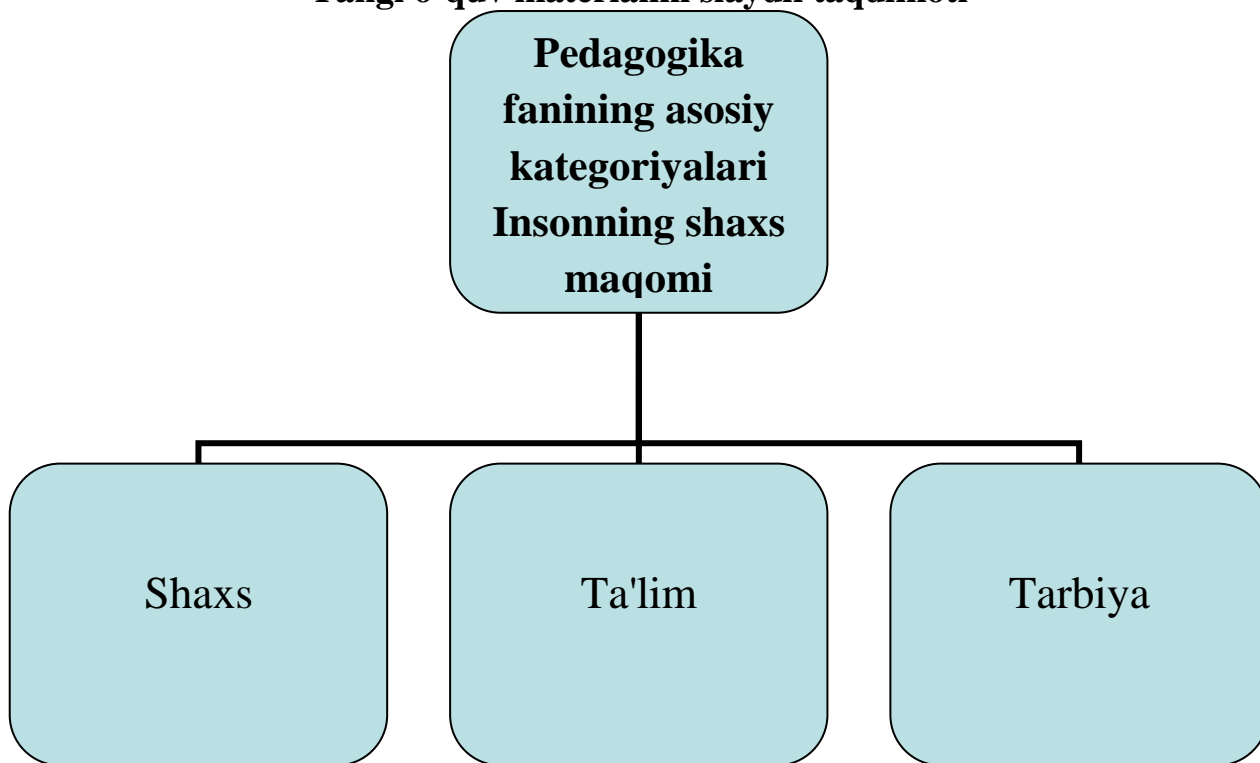 Pedagogika
fanining asosiy
kategoriyalari
Insonning shaxs
maqomi
Shaxs
Ta'lim
Tarbiya